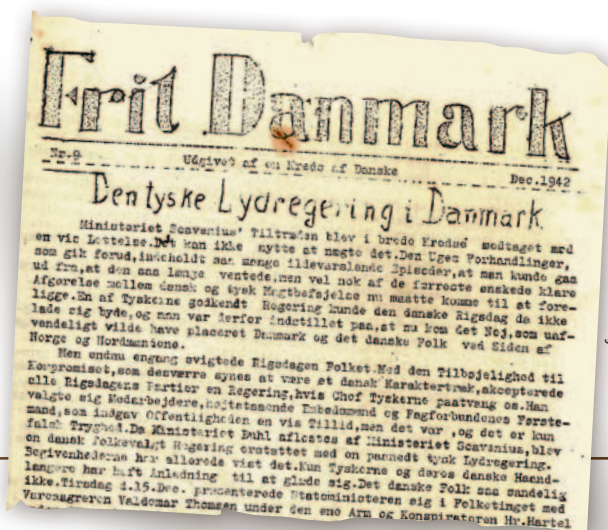 Frit Danmark
Nr.9 Udgivet af en Kreds af Danske Dec.1942
Den tyske Lydregering i Danmark
Ministeriet Scavenius' Tiltræden blev i brede Kredse modtaget med
en vis Lettelse. Det kan ikke nytte at nægte det. Den Uges Forhandlinger,
som gik forud, indeholdt saa mange ildevarslende Episoder, at man kunde gaa
ud fra, at den saa længe ventede, men vel nok af de færreste ønskede klare
Afgørelse mellem dansk og tysk Magtbeføjelse nu maatte komme til at fore-
ligge. En af Tyskerne godkendt Regering kunde den danske Rigsdag da ikke
lade sig byde, og man var derfor indstillet paa, at nu kom det Nej, som uaf-
vendeligt vilde have placeret Danmark og det danske Folk ved Siden af
Norge og Nordmændene.
Men endnu engang svigtede Rigsdagen Folket. Med den Tilbøjelighed til
Kompromiset, som desværre synes at være et dansk Karaktertræk, akcepterede
alle Rigsdagens Partier en Regering, hvis Chef Tyskerne paatvang os. Han
valgte sig Medarbejdere, højtstaaende Embedsmænd og Fagforbundenes Første-
mand, som indgav Offentligheden en vis Tillid, men det var, og det er kun
falsk Tryghed. Da Ministeriet Buhl afløstes af Ministeriet Scavenius, blev
en dansk Folkevalgt Regering erstattet med en paanødt tysk Lydregering.
Begivenhederne har allerede vist det. Kun Tyskerne og deres danske Haand-
langere har haft Anledning til at glæde sig. Det danske Folk saa sandelig
ikke. Tirsdag d.15.Dec. præsenterede Statsministeren sig i Folketinget med
Varemægleren Valdemar Thomsen under den ene Arm og Konspiratoren Hr. Hartel